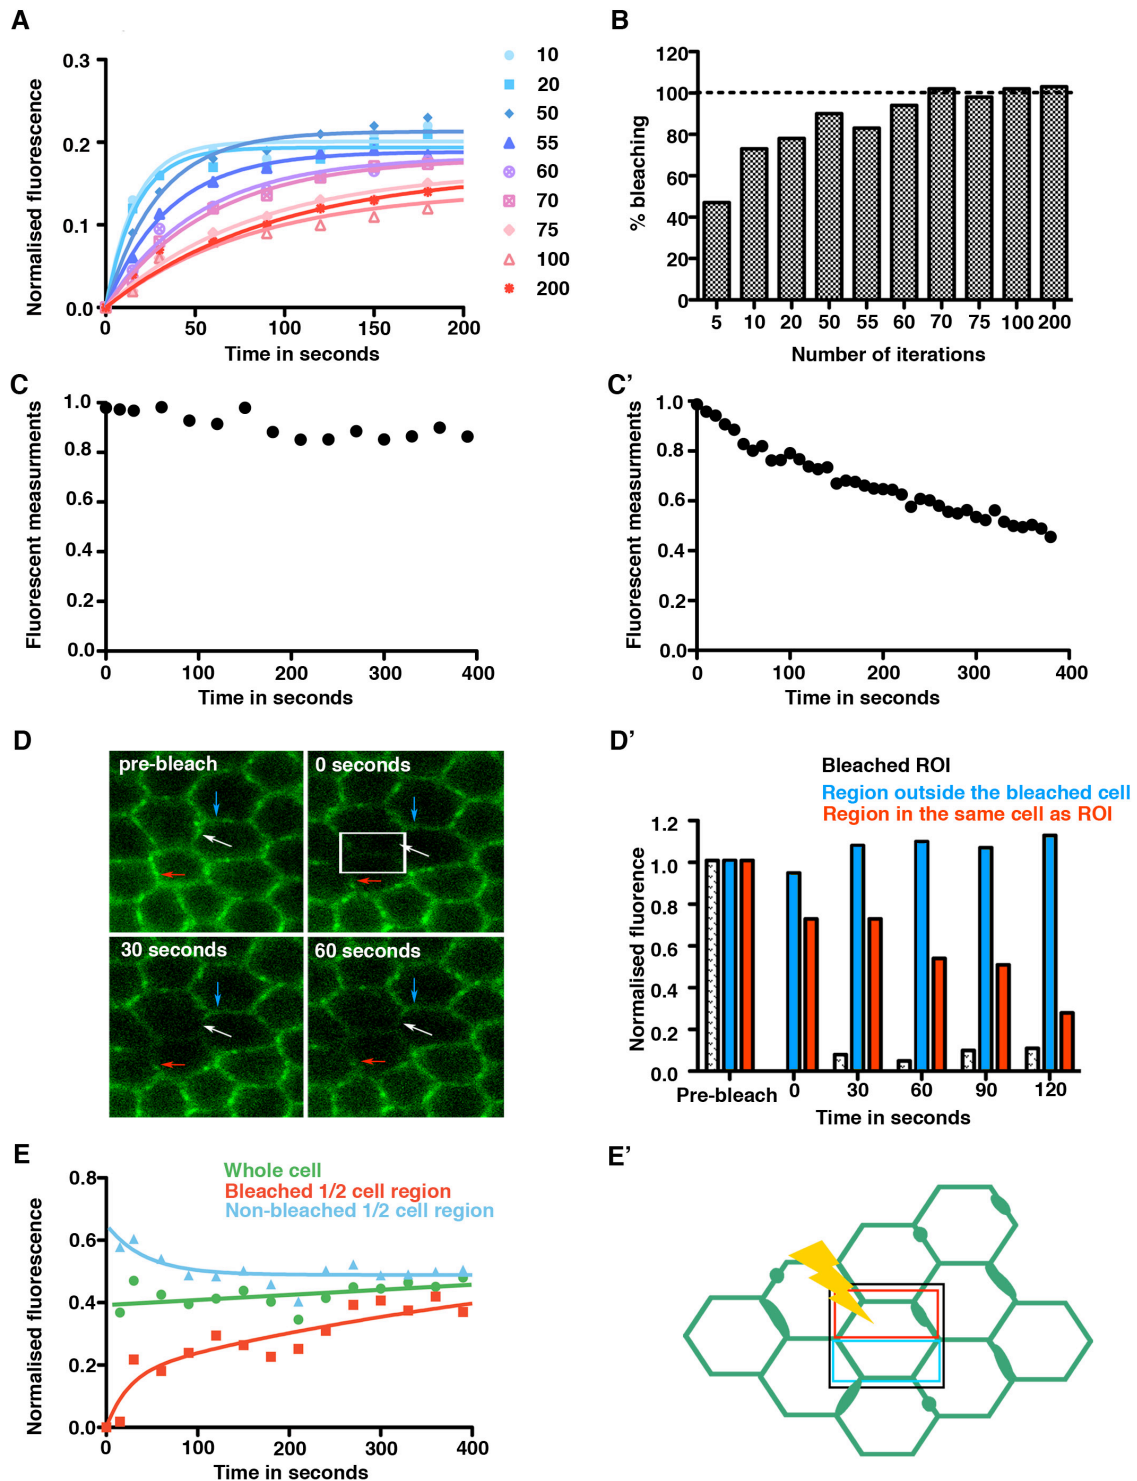 A
Normalised fluorescence
0.3
0.2
0.1
0.0
0 50 100 150 200
Time in seconds
10
20
50
55
60
70
75
100
200
B
% bleaching
120
100
80
60
40
20
0
5 10 20 50 55 60 70 75 100 200
Number of iterations
C
Fluorescent measurments
1.0
0.8
0.6
0.4
0.2
0.0
0 100 200 300 400
Time in seconds
C’
Fluorescent measurments
1.0
0.8
0.6
0.4
0.2
0.0
0 100 200 300 400
Time in seconds
D
pre-bleach
0 seconds
30 seconds
60 seconds
D’
Bleached ROI
Region outside the bleached cell
Region in the same cell as ROI
Normalised fluorence
1.2
1.0
0.8
0.6
0.4
0.2
0.0
Pre-bleach 0 30 60 90 120
Time in seconds
E
Whole cell
Bleached 1/2 cell region
Non-bleached 1/2 cell region
Normalised fluorescence
0.8
0.6
0.4
0.2
0.0
0 100 200 300 400
Time in seconds
E’